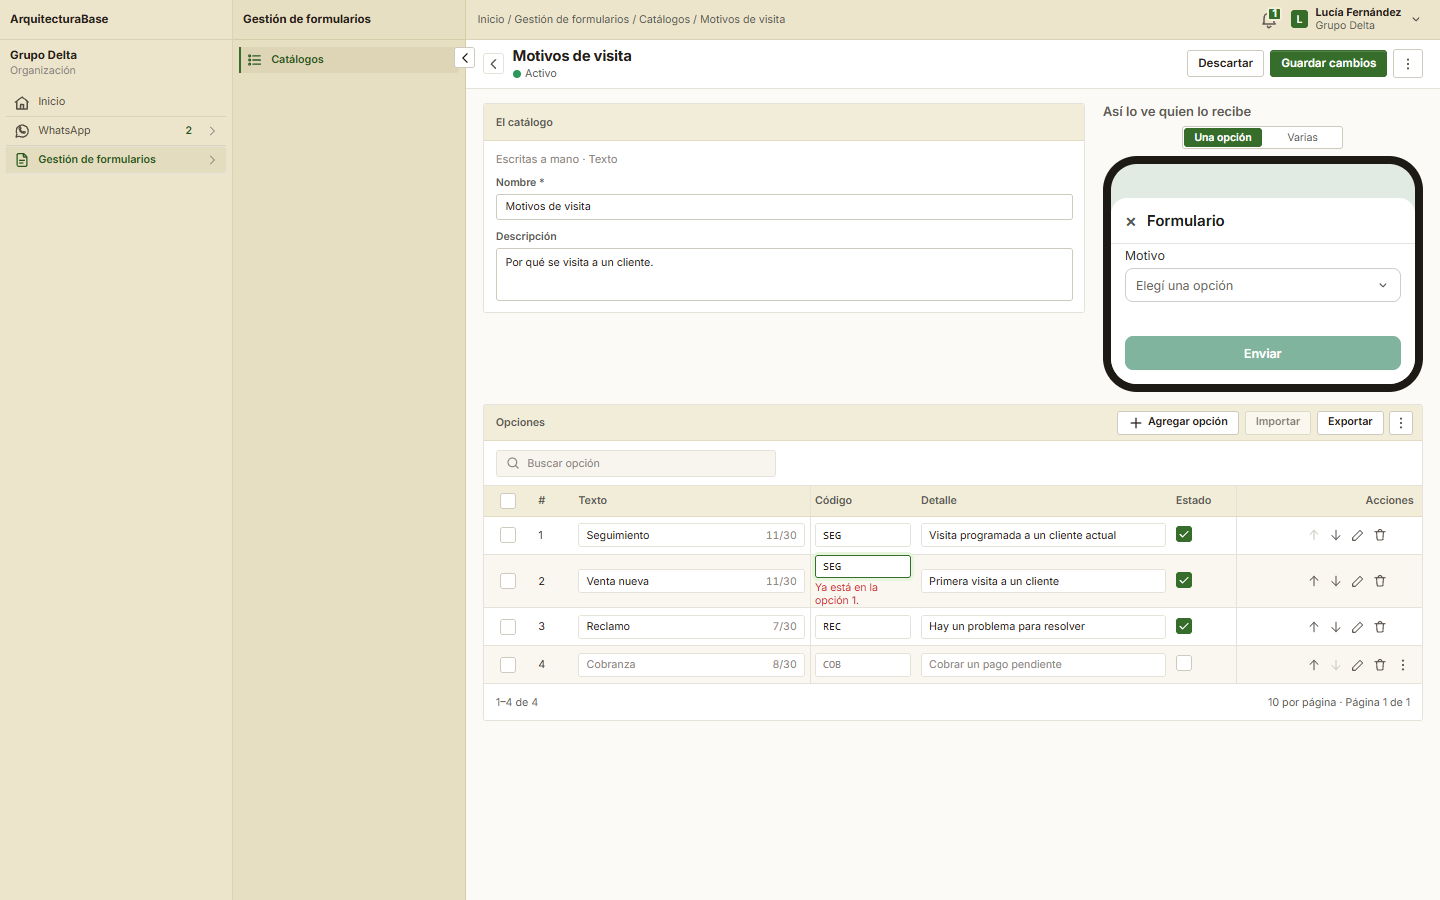 ArquitecturaBase
Grupo Delta
Organización
Inicio
WhatsApp 2
Gestión de formularios
Gestión de formularios
Catálogos
Inicio / Gestión de formularios / Catálogos / Motivos de visita
1
L
Lucía Fernández
Grupo Delta
Motivos de visita
Activo
Descartar
Guardar cambios
El catálogo
Escritas a mano · Texto
Nombre *
Motivos de visita
Descripción
Por qué se visita a un cliente.
Así lo ve quien lo recibe
Una opción
Varias
Formulario
Motivo
Elegí una opción
Enviar
Opciones
Agregar opción
Importar
Exportar
Buscar opción
# Texto Código Detalle Estado Acciones
1 Seguimiento 11/30 SEG Visita programada a un cliente actual
2 Venta nueva 11/30 SEG Primera visita a un cliente
Ya está en la
opción 1.
3 Reclamo 7/30 REC Hay un problema para resolver
4 Cobranza 8/30 COB Cobrar un pago pendiente
1–4 de 4
10 por página · Página 1 de 1